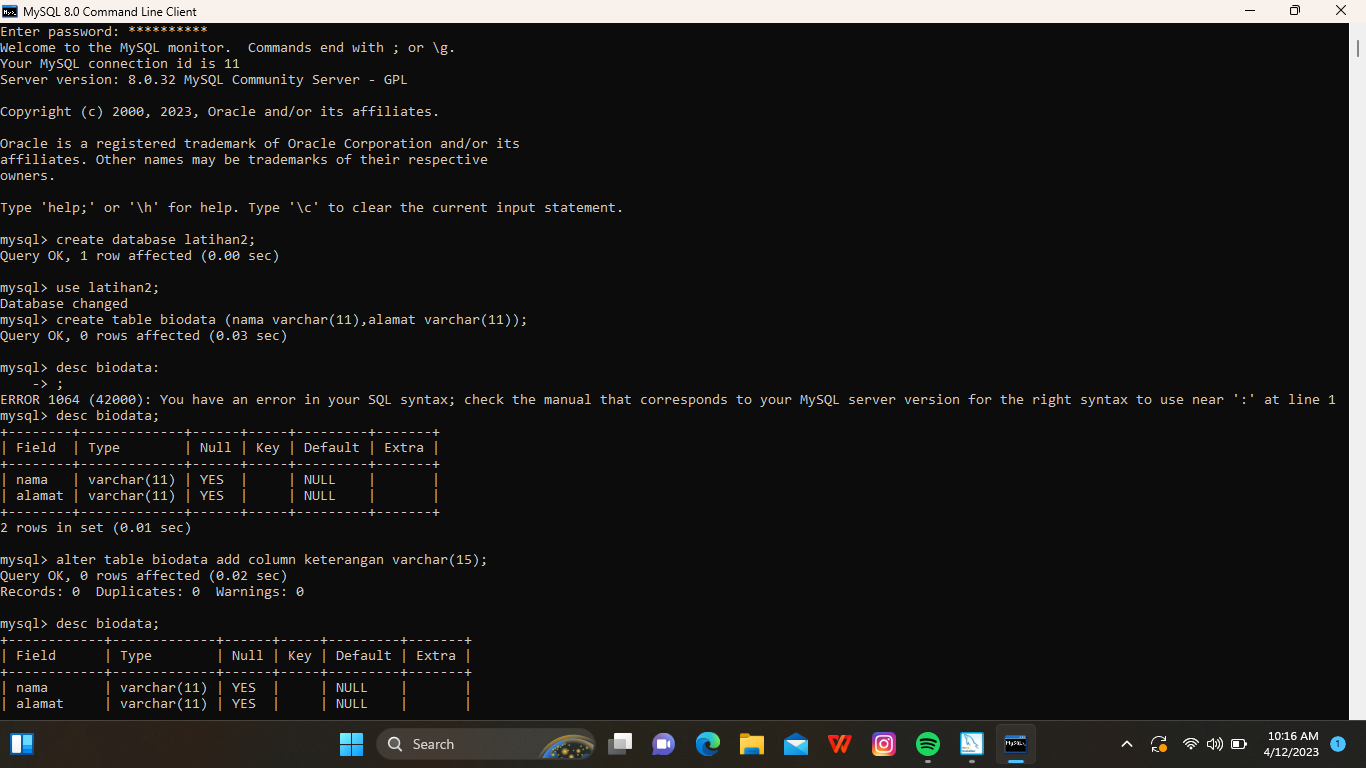 MySQL 8.0 Command Line Client
Enter password: **********
Welcome to the MySQL monitor.  Commands end with ; or \g.
Your MySQL connection id is 11
Server version: 8.0.32 MySQL Community Server - GPL
Copyright (c) 2000, 2023, Oracle and/or its affiliates.
Oracle is a registered trademark of Oracle Corporation and/or its
affiliates. Other names may be trademarks of their respective
owners.
Type 'help;' or '\h' for help. Type '\c' to clear the current input statement.
mysql> create database latihan2;
Query OK, 1 row affected (0.00 sec)
mysql> use latihan2;
Database changed
mysql> create table biodata (nama varchar(11),alamat varchar(11));
Query OK, 0 rows affected (0.03 sec)
mysql> desc biodata:
    -> ;
ERROR 1064 (42000): You have an error in your SQL syntax; check the manual that corresponds to your MySQL server version for the right syntax to use near ':' at line 1
mysql> desc biodata;
+--------+-------------+------+-----+---------+-------+
| Field  | Type        | Null | Key | Default | Extra |
+--------+-------------+------+-----+---------+-------+
| nama   | varchar(11) | YES  |     | NULL    |       |
| alamat | varchar(11) | YES  |     | NULL    |       |
+--------+-------------+------+-----+---------+-------+
2 rows in set (0.01 sec)
mysql> alter table biodata add column keterangan varchar(15);
Query OK, 0 rows affected (0.02 sec)
Records: 0  Duplicates: 0  Warnings: 0
mysql> desc biodata;
+------------+-------------+------+-----+---------+-------+
| Field      | Type        | Null | Key | Default | Extra |
+------------+-------------+------+-----+---------+-------+
| nama       | varchar(11) | YES  |     | NULL    |       |
| alamat     | varchar(11) | YES  |     | NULL    |       |
Search
10:16 AM
4/12/2023
1